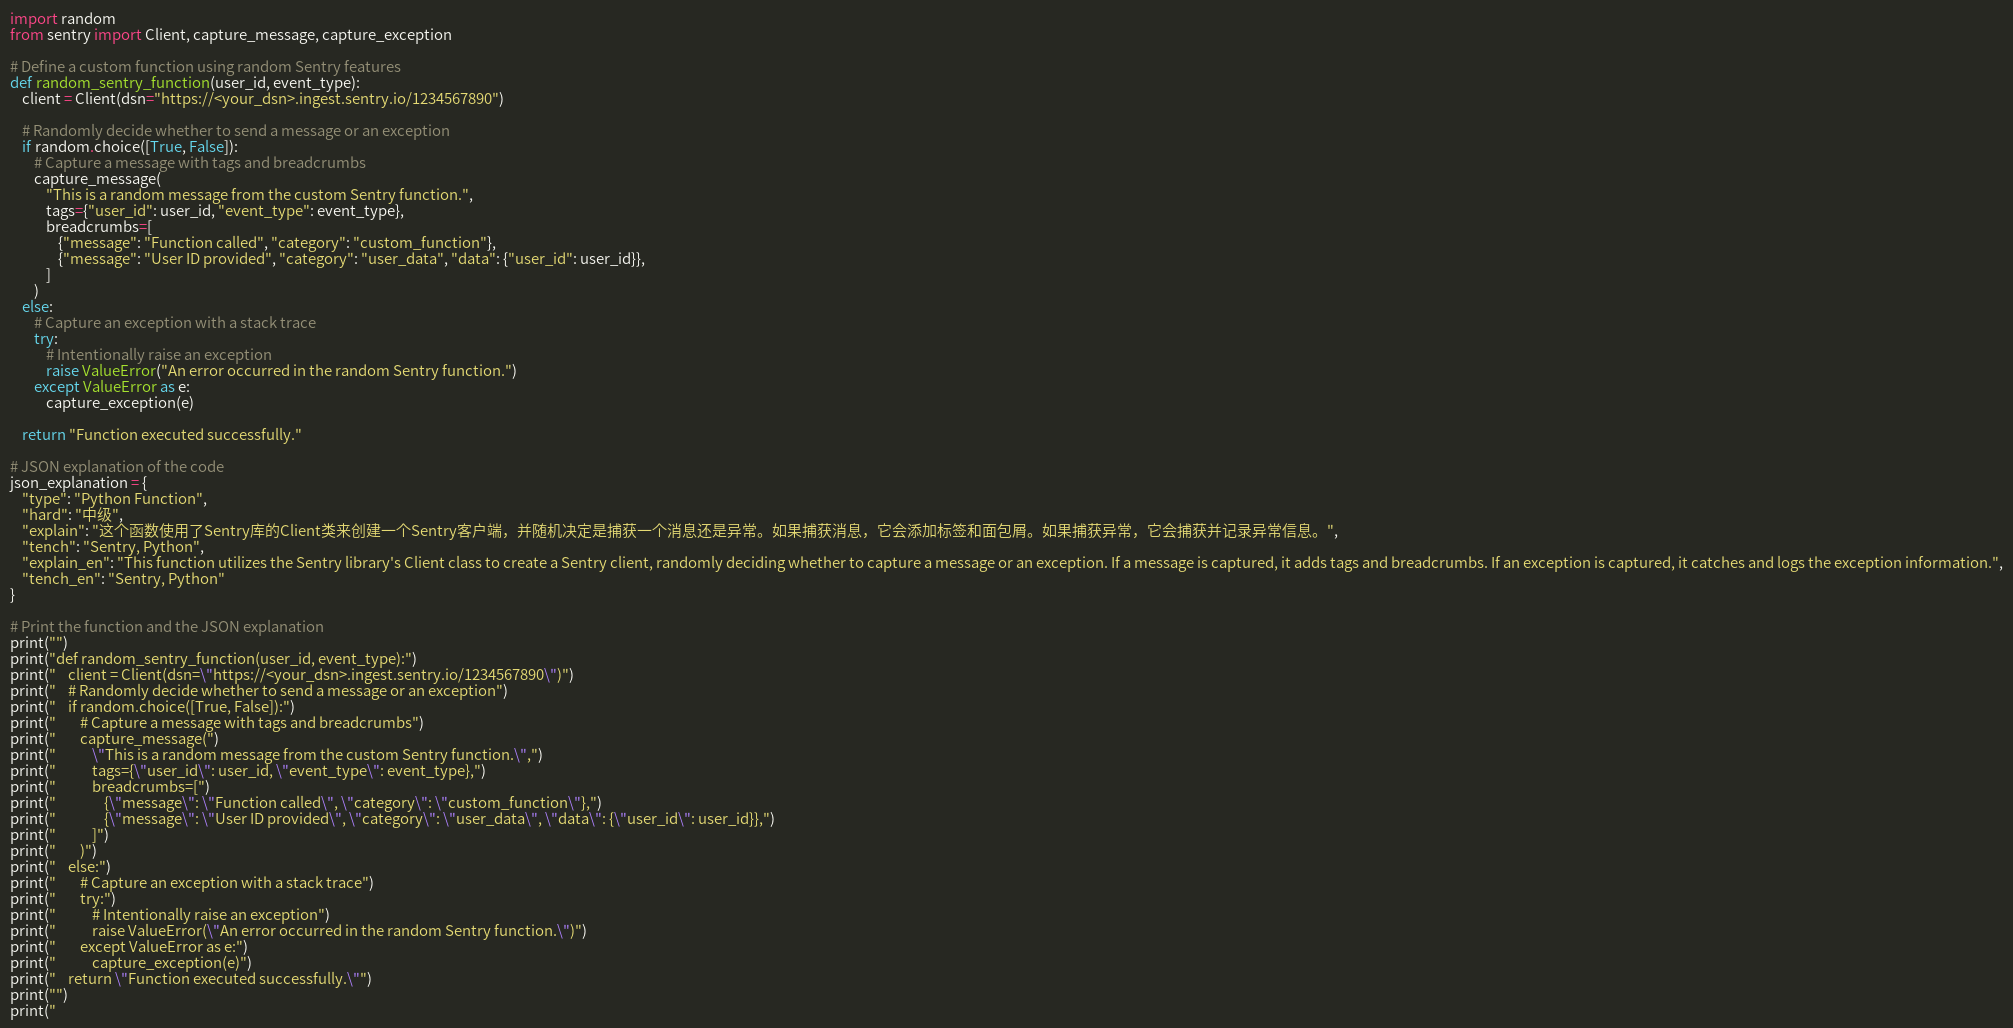 import random
from sentry import Client, capture_message, capture_exception

# Define a custom function using random Sentry features
def random_sentry_function(user_id, event_type):
    client = Client(dsn="https://<your_dsn>.ingest.sentry.io/1234567890")

    # Randomly decide whether to send a message or an exception
    if random.choice([True, False]):
        # Capture a message with tags and breadcrumbs
        capture_message(
            "This is a random message from the custom Sentry function.",
            tags={"user_id": user_id, "event_type": event_type},
            breadcrumbs=[
                {"message": "Function called", "category": "custom_function"},
                {"message": "User ID provided", "category": "user_data", "data": {"user_id": user_id}},
            ]
        )
    else:
        # Capture an exception with a stack trace
        try:
            # Intentionally raise an exception
            raise ValueError("An error occurred in the random Sentry function.")
        except ValueError as e:
            capture_exception(e)

    return "Function executed successfully."

# JSON explanation of the code
json_explanation = {
    "type": "Python Function",
    "hard": "中级",
    "explain": "这个函数使用了Sentry库的Client类来创建一个Sentry客户端，并随机决定是捕获一个消息还是异常。如果捕获消息，它会添加标签和面包屑。如果捕获异常，它会捕获并记录异常信息。",
    "tench": "Sentry, Python",
    "explain_en": "This function utilizes the Sentry library's Client class to create a Sentry client, randomly deciding whether to capture a message or an exception. If a message is captured, it adds tags and breadcrumbs. If an exception is captured, it catches and logs the exception information.",
    "tench_en": "Sentry, Python"
}

# Print the function and the JSON explanation
print("")
print("def random_sentry_function(user_id, event_type):")
print("    client = Client(dsn=\"https://<your_dsn>.ingest.sentry.io/1234567890\")")
print("    # Randomly decide whether to send a message or an exception")
print("    if random.choice([True, False]):")
print("        # Capture a message with tags and breadcrumbs")
print("        capture_message(")
print("            \"This is a random message from the custom Sentry function.\",")
print("            tags={\"user_id\": user_id, \"event_type\": event_type},")
print("            breadcrumbs=[")
print("                {\"message\": \"Function called\", \"category\": \"custom_function\"},")
print("                {\"message\": \"User ID provided\", \"category\": \"user_data\", \"data\": {\"user_id\": user_id}},")
print("            ]")
print("        )")
print("    else:")
print("        # Capture an exception with a stack trace")
print("        try:")
print("            # Intentionally raise an exception")
print("            raise ValueError(\"An error occurred in the random Sentry function.\")")
print("        except ValueError as e:")
print("            capture_exception(e)")
print("    return \"Function executed successfully.\"")
print("")
print("